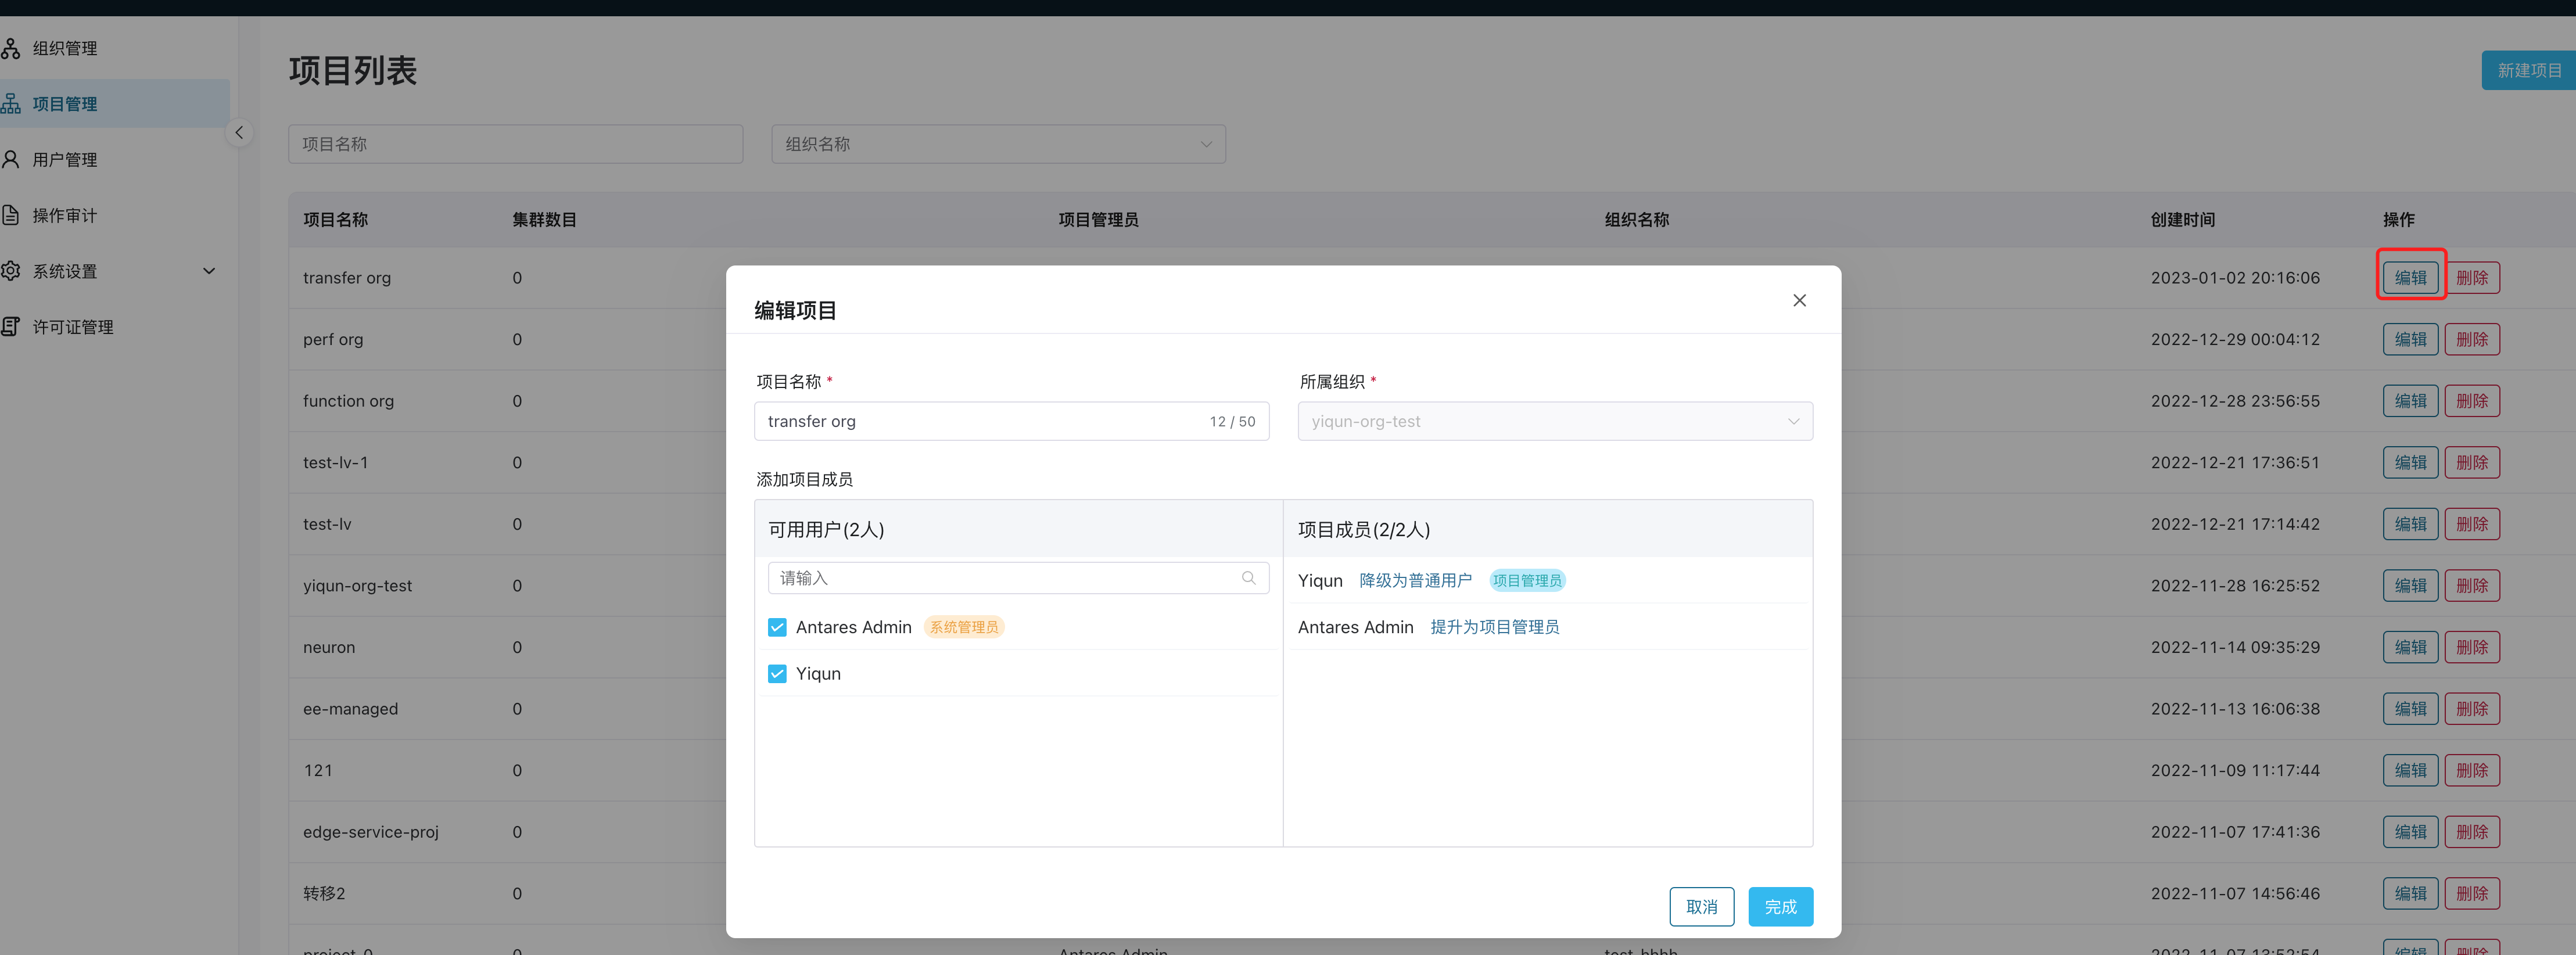 组织管理
项目管理
用户管理
操作审计
系统设置
许可证管理
项目列表
新建项目
项目名称
组织名称
项目名称 集群数目 项目管理员 组织名称 创建时间 操作
transfer org 0 2023-01-02 20:16:06 编辑 删除
perf org 0 2022-12-29 00:04:12 编辑 删除
function org 0 2022-12-28 23:56:55 编辑 删除
test-lv-1 0 2022-12-21 17:36:51 编辑 删除
test-lv 0 2022-12-21 17:14:42 编辑 删除
yiqun-org-test 0 2022-11-28 16:25:52 编辑 删除
neuron 0 2022-11-14 09:35:29 编辑 删除
ee-managed 0 2022-11-13 16:06:38 编辑 删除
121 0 2022-11-09 11:17:44 编辑 删除
edge-service-proj 0 2022-11-07 17:41:36 编辑 删除
转移2 0 2022-11-07 14:56:46 编辑 删除
project-0 0 Antares Admin test-hhhh 2022-11-07 13:52:54 编辑 删除
编辑项目
项目名称 * 所属组织 *
transfer org 12 / 50 yiqun-org-test
添加项目成员
可用用户(2人) 项目成员(2/2人)
请输入
Antares Admin 系统管理员
Yiqun
Yiqun 降级为普通用户 项目管理员
Antares Admin 提升为项目管理员
取消 完成